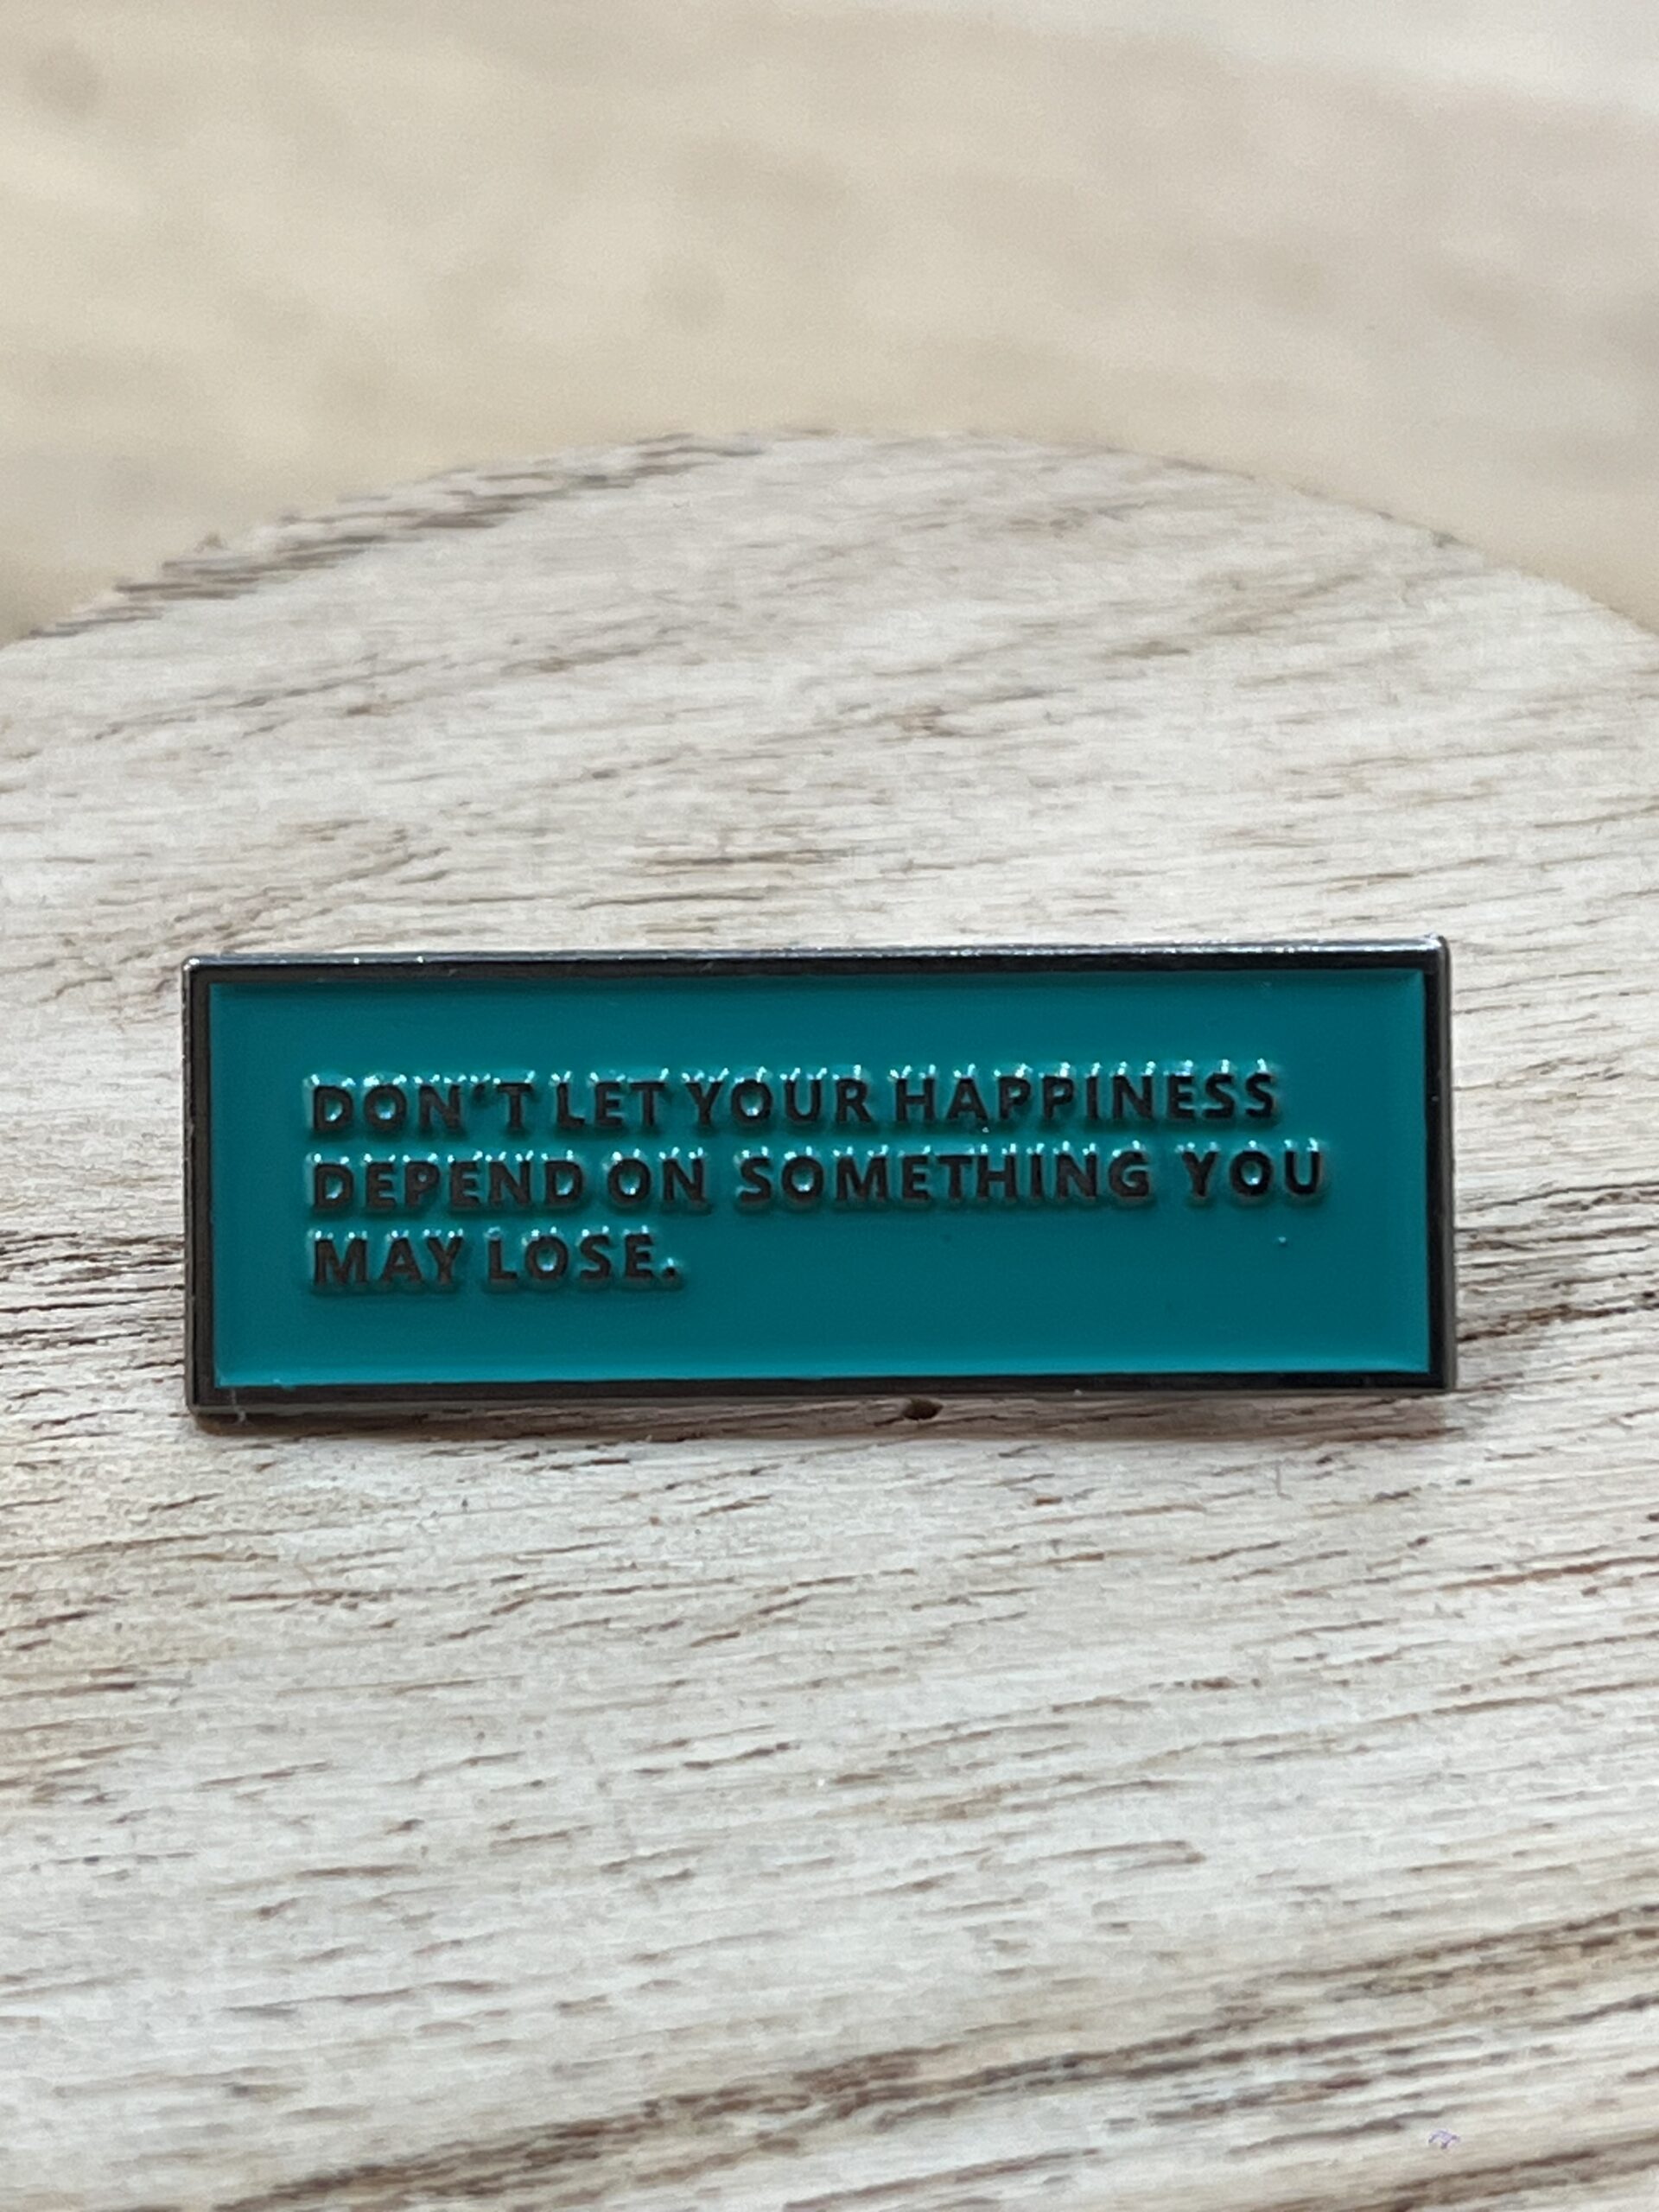 DON'T LET YOUR HAPPINESS
DEPEND ON SOMETHING YOU
MAY LOSE.